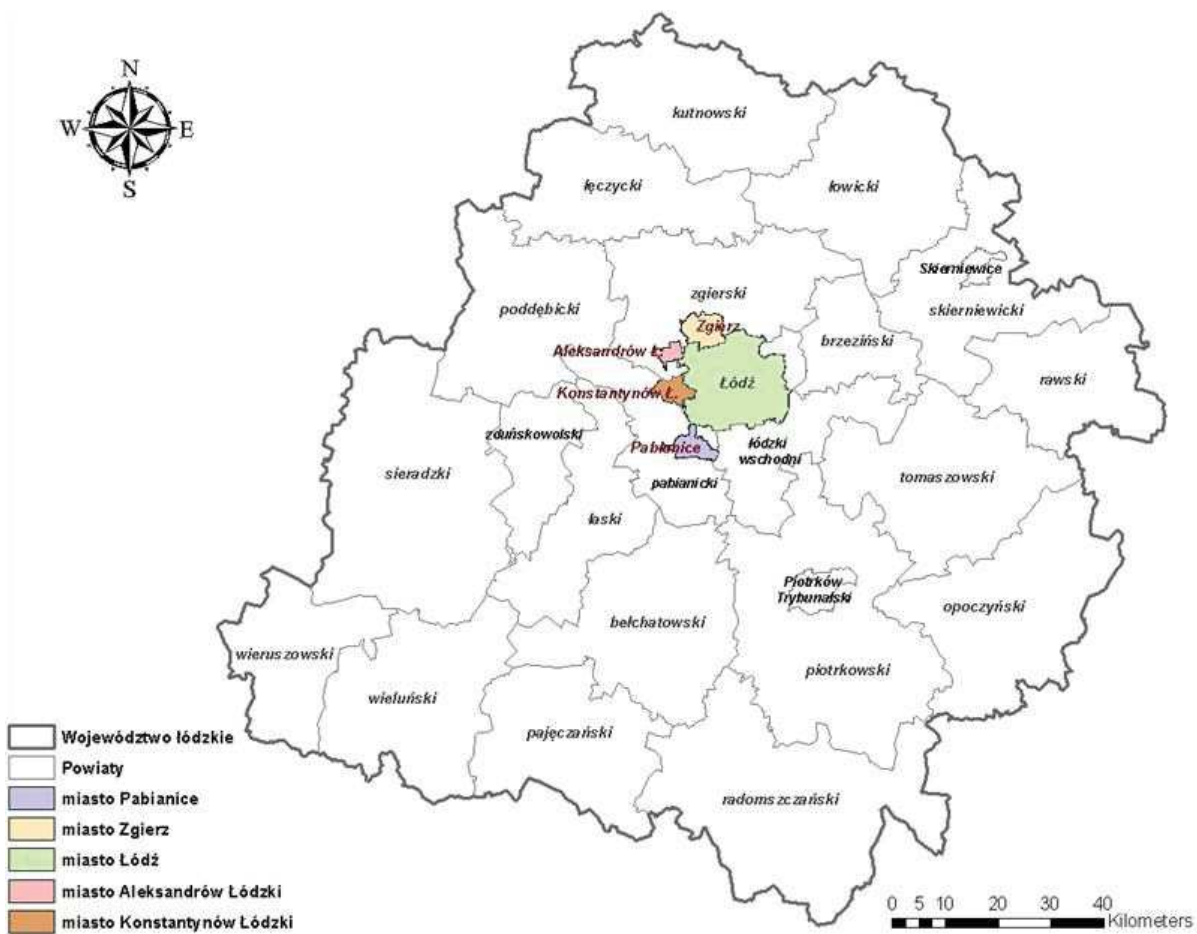 N
W E
S
kutnowski
łęczycki
łowicki
Skierniewice
skierniewicki
zgierski
poddębicki
Zgierz
brzeziński
Aleksandrów Ł.
rawski
Łódź
Konstantynów Ł.
zduńskowolski
Pabianice
łódzki
wschodni
sieradzki
tomaszowski
pabianicki
łaski
Piotrków
Trybunalski
opoczyński
bełchatowski
wieruszowski
piotrkowski
wieluński
pajęczański
radomszczański
Województwo łódzkie
Powiaty
miasto Pabianice
miasto Zgierz
miasto Łódź
miasto Aleksandrów Łódzki
miasto Konstantynów Łódzki
0 5 10 20 30 40
Kilometers